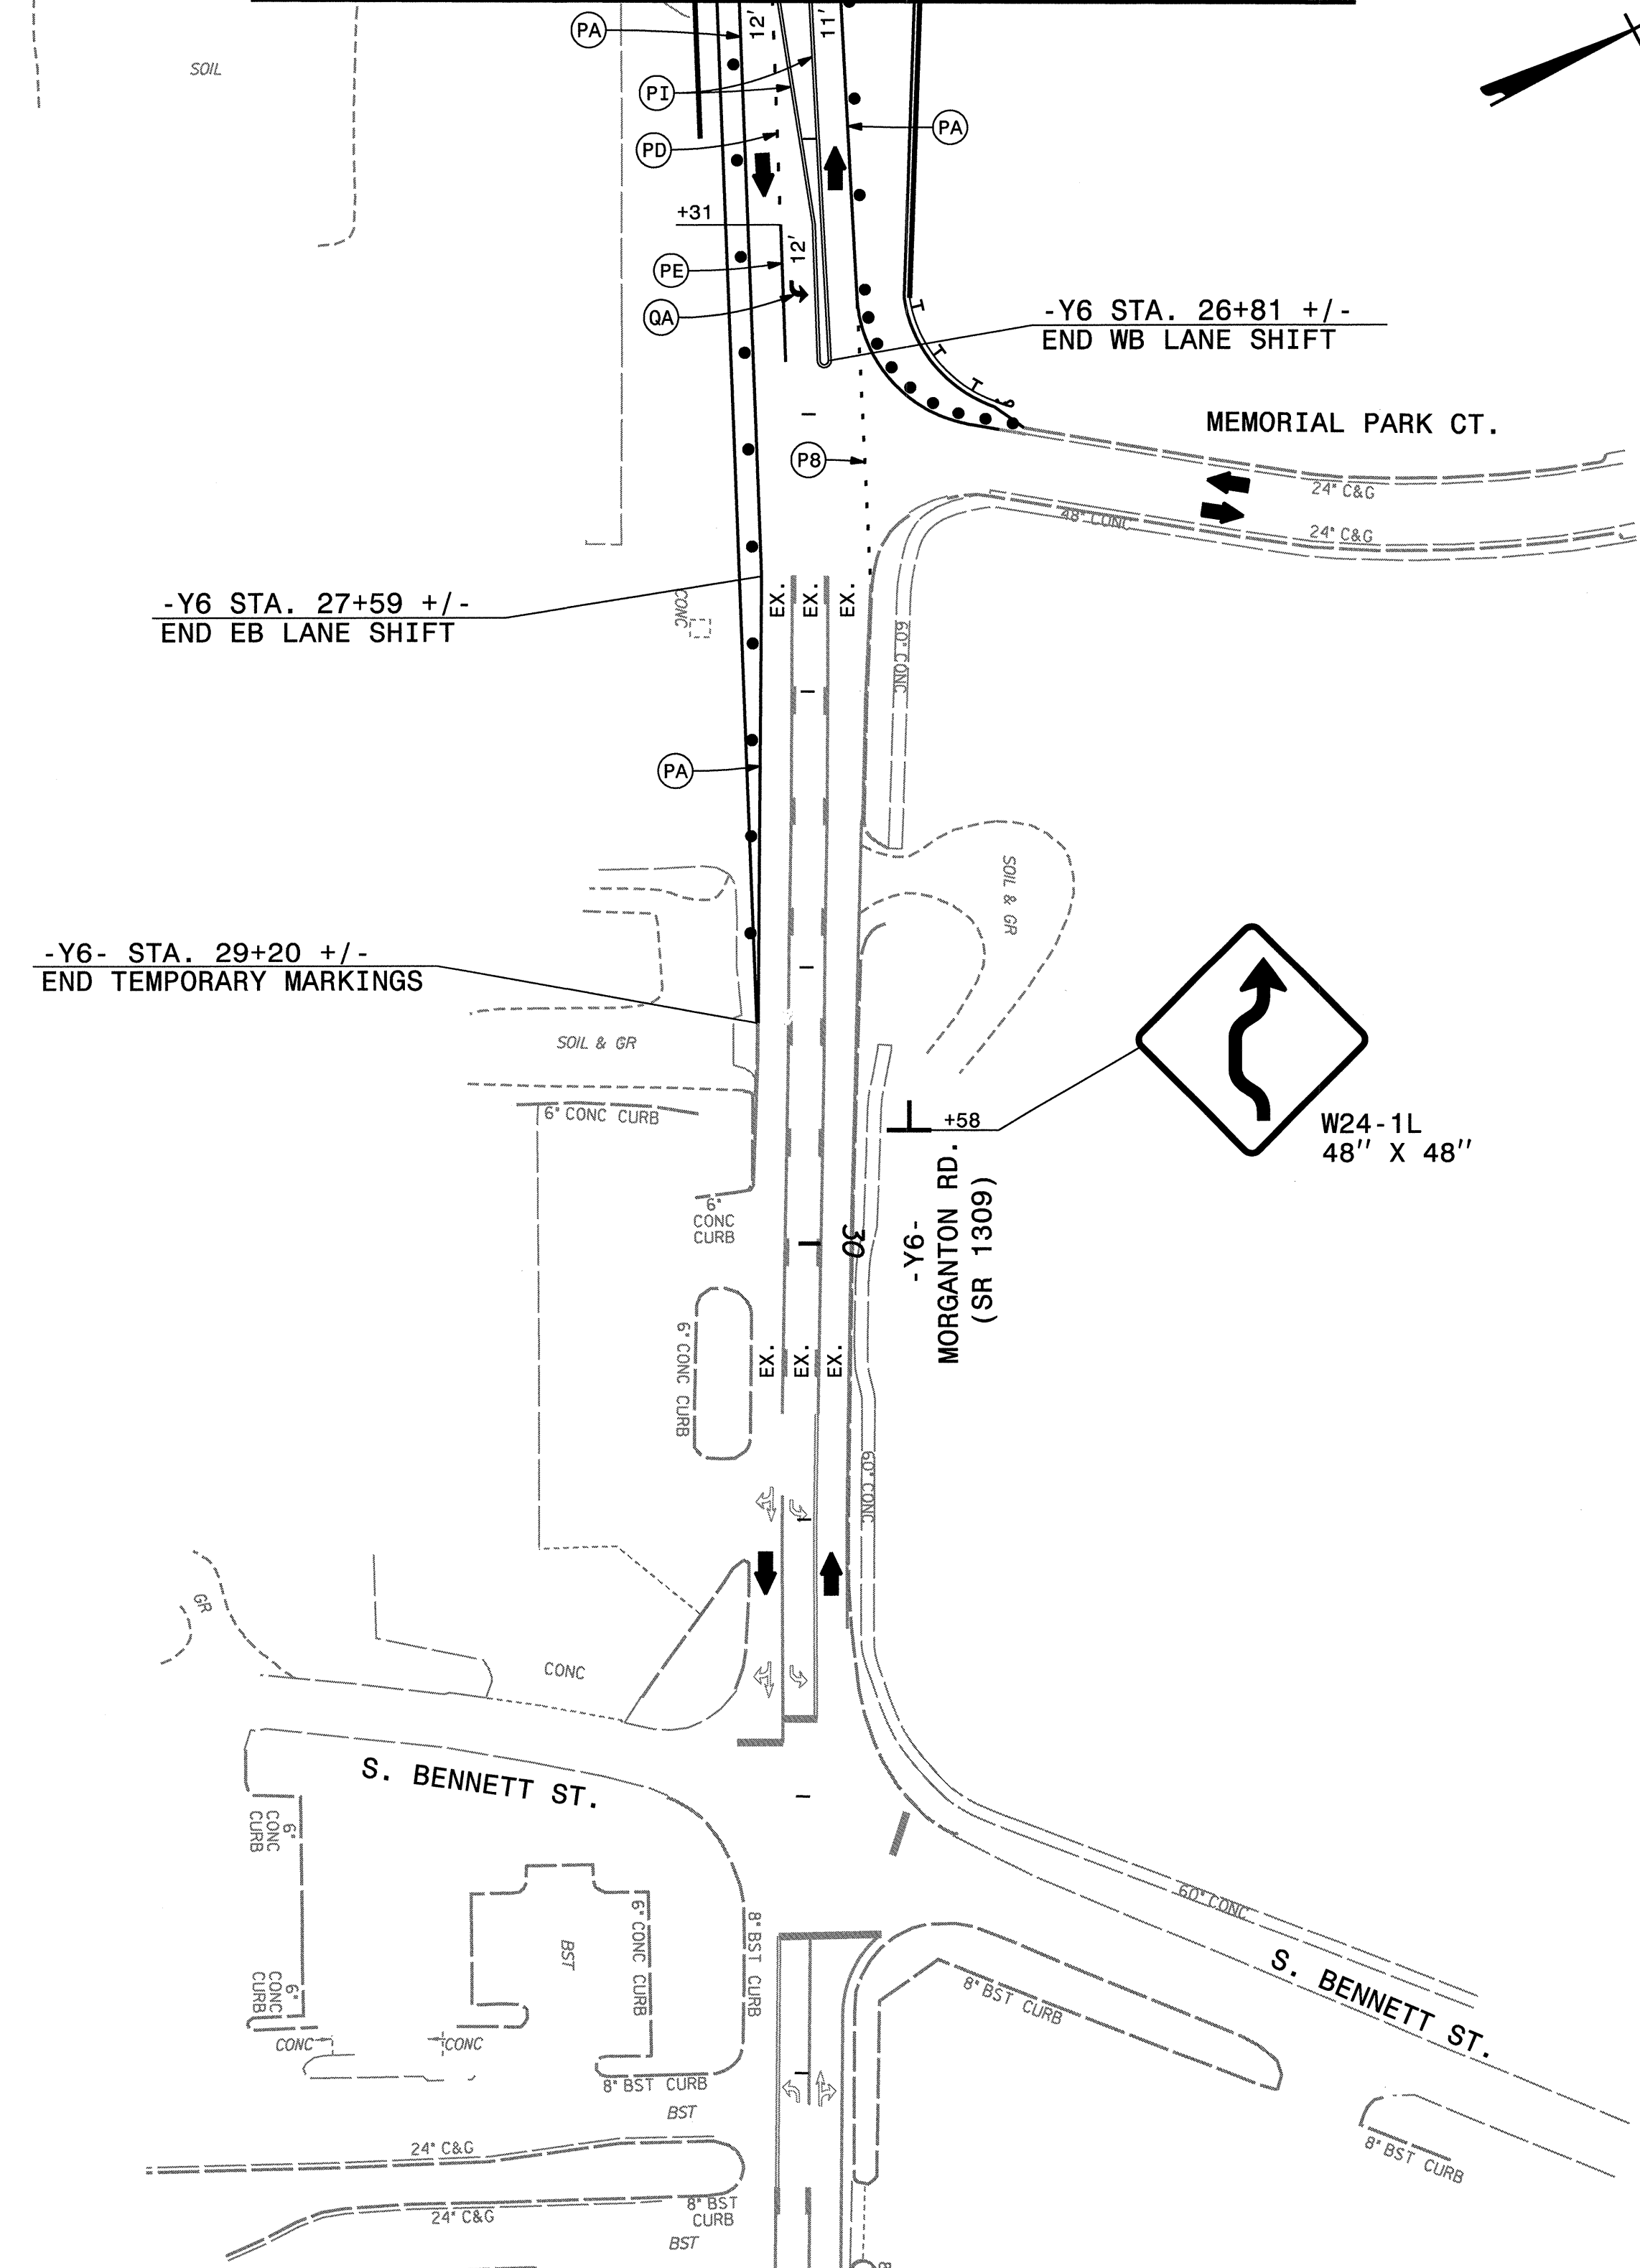 PA
12'
11'
SOIL
PI
PA
PD
+31
12'
PE
QA
-Y6 STA. 26+81 +/-
END WB LANE SHIFT
T
T
T
MEMORIAL PARK CT.
P8
24" C&G
48" CONC
24" C&G
-Y6 STA. 27+59 +/-
END EB LANE SHIFT
CONC
EX.
EX.
EX.
60" CONC
PA
SOIL & GR
-Y6- STA. 29+20 +/-
END TEMPORARY MARKINGS
SOIL & GR
6" CONC CURB
+58
W24-1L
48" X 48"
6"
CONC
CURB
30
-Y6-
MORGANTON RD.
(SR 1309)
6" CONC CURB
EX.
EX.
EX.
60" CONC
GR
CONC
S. BENNETT ST.
6"
CONC
CURB
6" CONC CURB
BST
8" BST CURB
60" CONC
6"
CONC
CURB
S. BENNETT ST.
8" BST CURB
CONC
CONC
8" BST CURB
BST
24" C&G
8" BST CURB
8" BST
CURB
24" C&G
BST